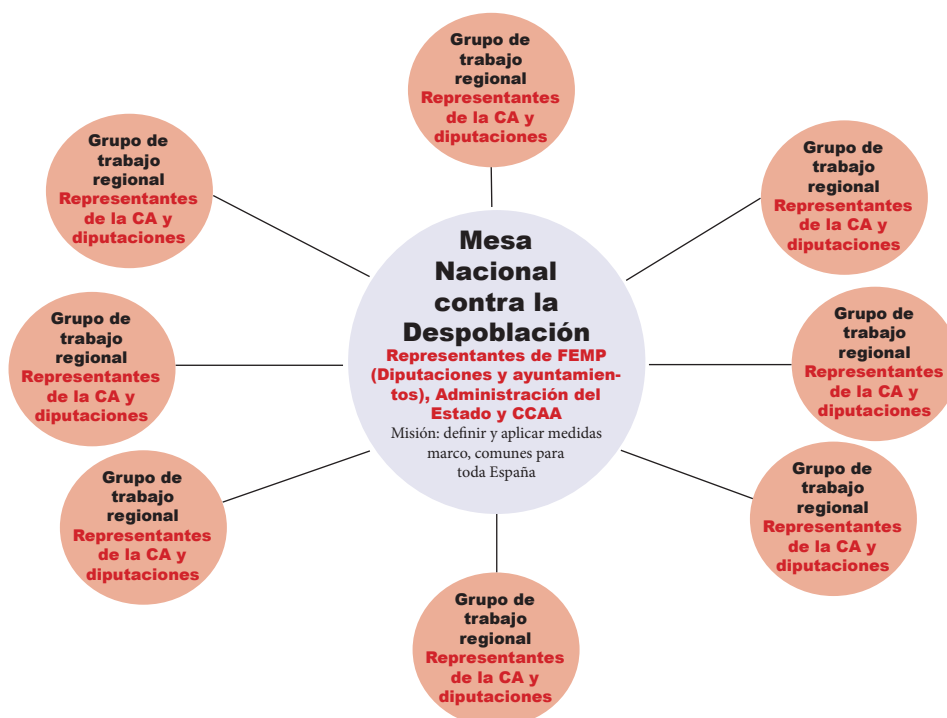 Grupo de
trabajo
regional
Representantes
de la CA y
diputaciones
Grupo de
trabajo
regional
Representantes
de la CA y
diputaciones
Grupo de
trabajo
regional
Representantes
de la CA y
diputaciones
Mesa
Nacional
contra la
Despoblación
Representantes de FEMP
(Diputaciones y ayuntamien-
tos), Administración del
Estado y CCAA
Misión: definir y aplicar medidas
marco, comunes para
toda España
Grupo de
trabajo
regional
Representantes
de la CA y
diputaciones
Grupo de
trabajo
regional
Representantes
de la CA y
diputaciones
Grupo de
trabajo
regional
Representantes
de la CA y
diputaciones
Grupo de
trabajo
regional
Representantes
de la CA y
diputaciones
Grupo de
trabajo
regional
Representantes
de la CA y
diputaciones